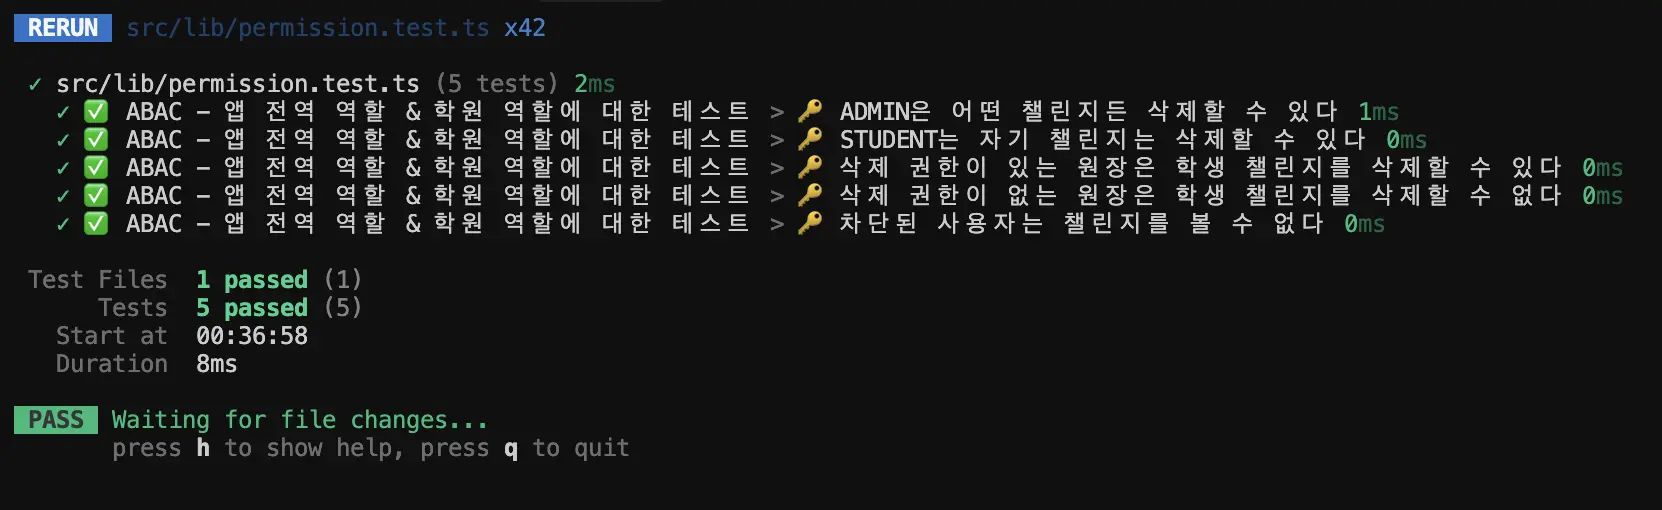 RERUN src/lib/permission.test.ts x42
✓ src/lib/permission.test.ts (5 tests) 2ms
✓ ✅ ABAC - 앱 전역 역할 & 학원 역할에 대한 테스트 > 🔑 ADMIN은 어떤 챌린지든 삭제할 수 있다 1ms
✓ ✅ ABAC - 앱 전역 역할 & 학원 역할에 대한 테스트 > 🔑 STUDENT는 자기 챌린지는 삭제할 수 있다 0ms
✓ ✅ ABAC - 앱 전역 역할 & 학원 역할에 대한 테스트 > 🔑 삭제 권한이 있는 원장은 학생 챌린지를 삭제할 수 있다 0ms
✓ ✅ ABAC - 앱 전역 역할 & 학원 역할에 대한 테스트 > 🔑 삭제 권한이 없는 원장은 학생 챌린지를 삭제할 수 없다 0ms
✓ ✅ ABAC - 앱 전역 역할 & 학원 역할에 대한 테스트 > 🔑 차단된 사용자는 챌린지를 볼 수 없다 0ms
Test Files 1 passed (1)
Tests 5 passed (5)
Start at 00:36:58
Duration 8ms
PASS Waiting for file changes...
press h to show help, press q to quit